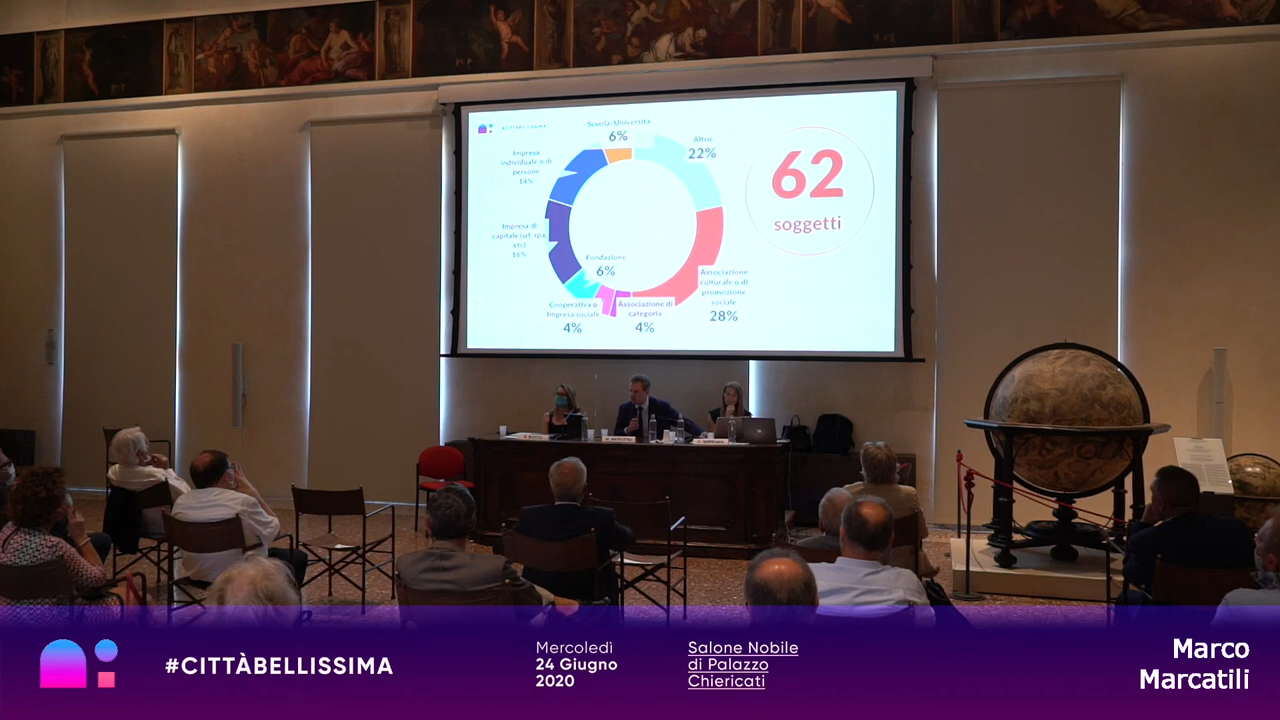 #CITTÀBELLISSIMA
Scuola/Università
6%
Altro
22%
Impresa
individuale o di
persone
14%
Impresa di
capitale (srl, spa,
etc)
16%
Fondazione
6%
Cooperativa o
Impresa sociale
4%
Associazione di
categoria
4%
Associazione
culturale o di
promozione
sociale
28%
62
soggetti
#CITTÀBELLISSIMA
Mercoledì
24 Giugno
2020
Salone Nobile
di Palazzo
Chiericati
Marco
Marcatili